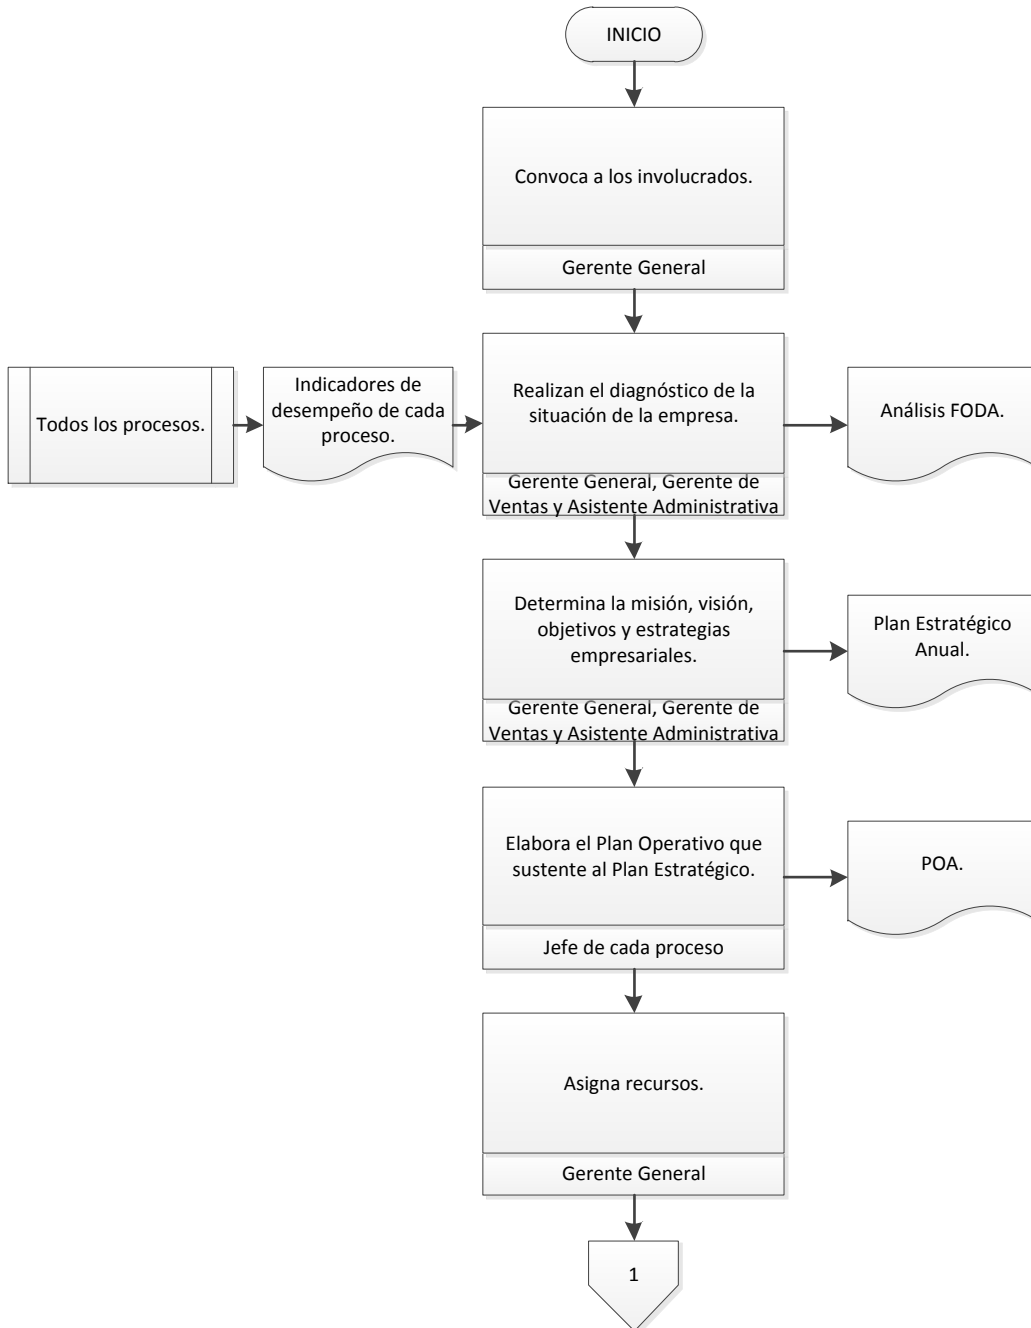 INICIO
Convoca a los involucrados.
Gerente General
Todos los procesos.
Indicadores de
desempeño de cada
proceso.
Realizan el diagnóstico de la
situación de la empresa.
Gerente General, Gerente de
Ventas y Asistente Administrativa
Análisis FODA.
Determina la misión, visión,
objetivos y estrategias
empresariales.
Gerente General, Gerente de
Ventas y Asistente Administrativa
Plan Estratégico
Anual.
Elabora el Plan Operativo que
sustente al Plan Estratégico.
Jefe de cada proceso
POA.
Asigna recursos.
Gerente General
1